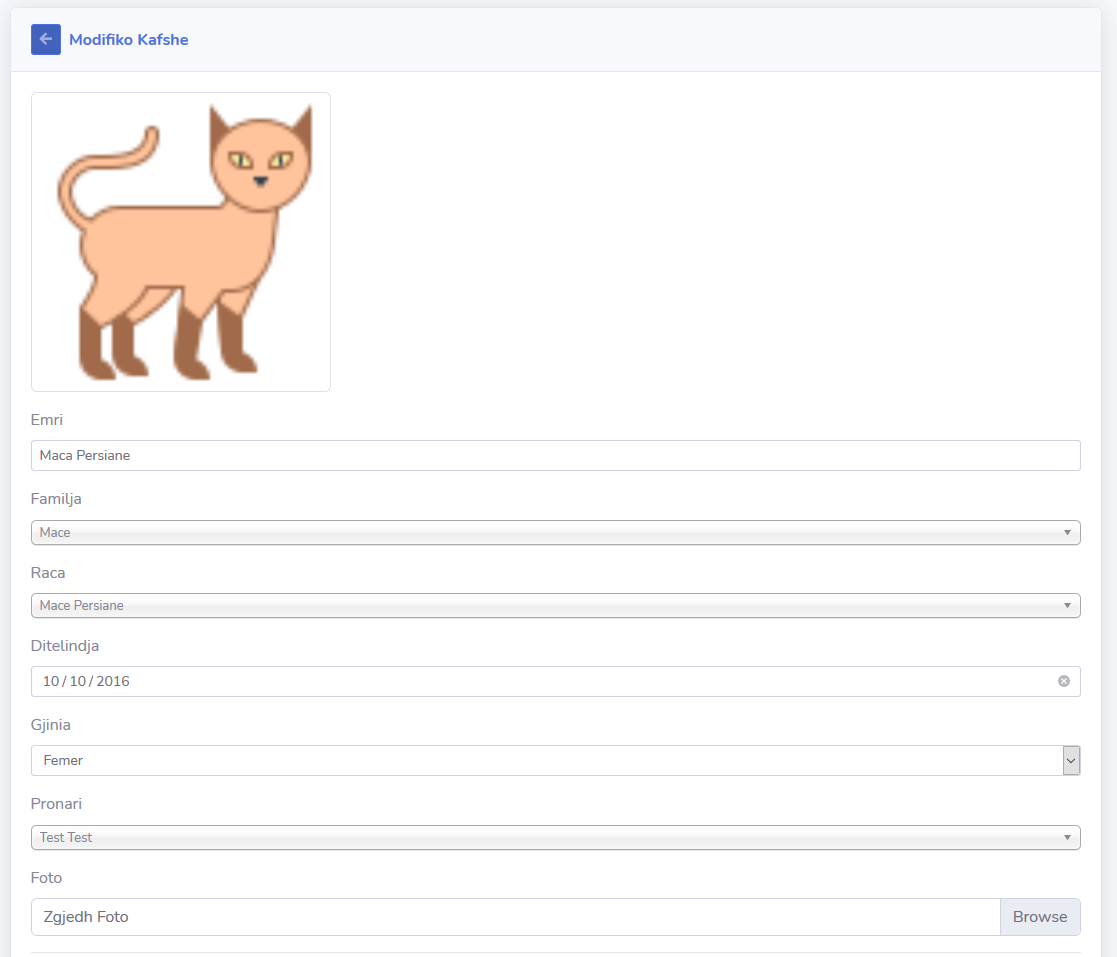 Modifiko Kafshe
Emri
Maca Persiane
Familja
Mace
Raca
Mace Persiane
Ditelindja
10 / 10 / 2016
Gjinia
Femer
Pronari
Test Test
Foto
Zgjedh Foto Browse